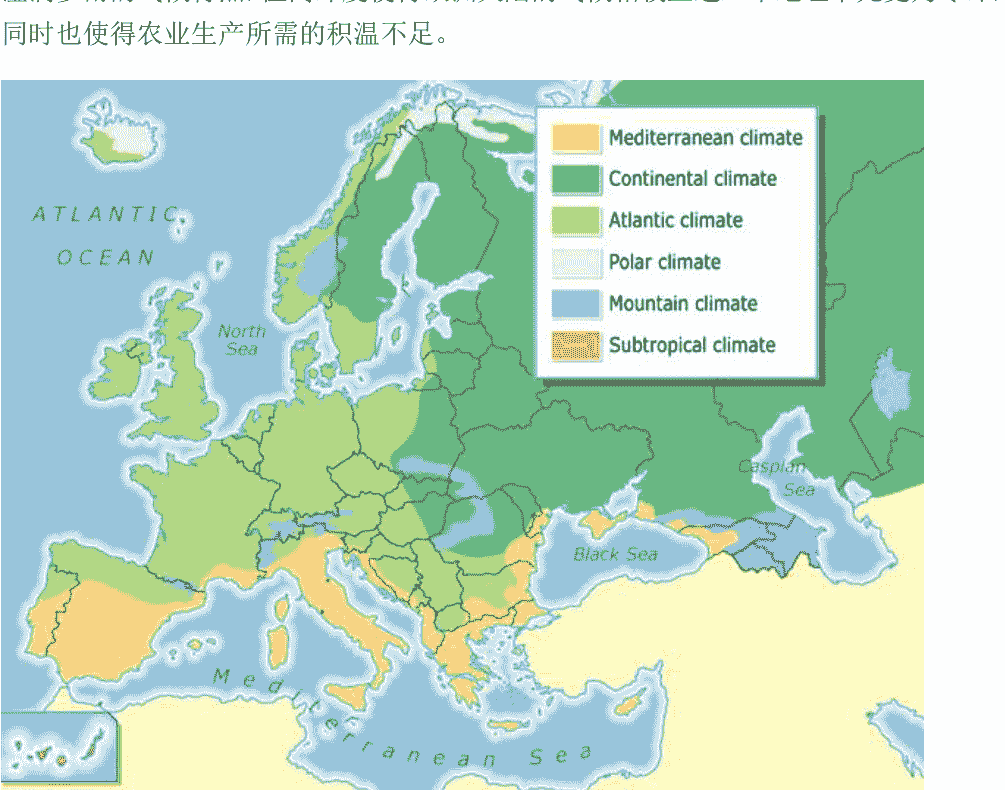 同时也使得农业生产所需的积温不足。
Mediterranean climate
Continental climate
Atlantic climate
Polar climate
Mountain climate
Subtropical climate
ATLANTIC
OCEAN
North
Sea
Caspian
Sea
Black Sea
Mediterranean Sea